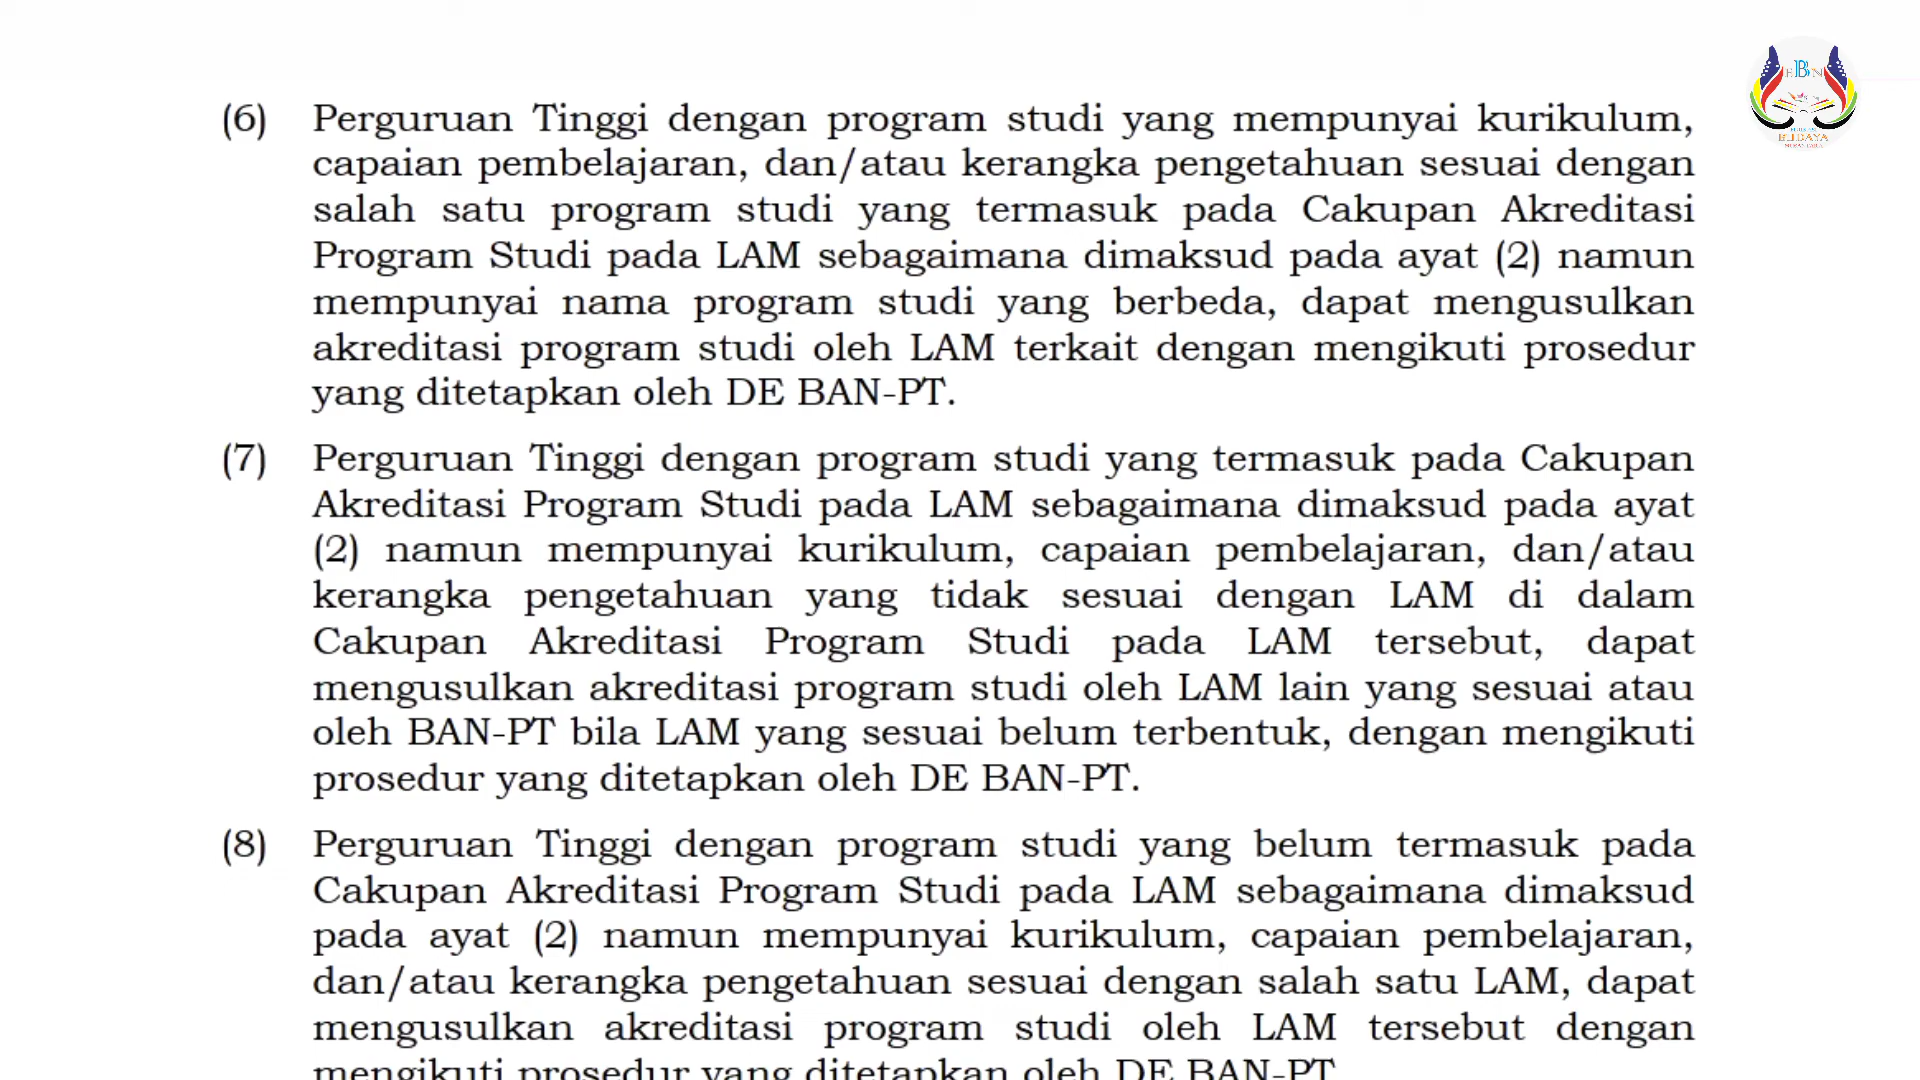 EBN
BUDAYA
(6) Perguruan Tinggi dengan program studi yang mempunyai kurikulum,
capaian pembelajaran, dan/atau kerangka pengetahuan sesuai dengan
salah satu program studi yang termasuk pada Cakupan Akreditasi
Program Studi pada LAM sebagaimana dimaksud pada ayat (2) namun
mempunyai nama program studi yang berbeda, dapat mengusulkan
akreditasi program studi oleh LAM terkait dengan mengikuti prosedur
yang ditetapkan oleh DE BAN-PT.
(7) Perguruan Tinggi dengan program studi yang termasuk pada Cakupan
Akreditasi Program Studi pada LAM sebagaimana dimaksud pada ayat
(2) namun mempunyai kurikulum, capaian pembelajaran, dan/atau
kerangka pengetahuan yang tidak sesuai dengan LAM di dalam
Cakupan Akreditasi Program Studi pada LAM tersebut, dapat
mengusulkan akreditasi program studi oleh LAM lain yang sesuai atau
oleh BAN-PT bila LAM yang sesuai belum terbentuk, dengan mengikuti
prosedur yang ditetapkan oleh DE BAN-PT.
(8) Perguruan Tinggi dengan program studi yang belum termasuk pada
Cakupan Akreditasi Program Studi pada LAM sebagaimana dimaksud
pada ayat (2) namun mempunyai kurikulum, capaian pembelajaran,
dan/atau kerangka pengetahuan sesuai dengan salah satu LAM, dapat
mengusulkan akreditasi program studi oleh LAM tersebut dengan
mengikuti prosedur yang ditetapkan oleh DE BAN-PT